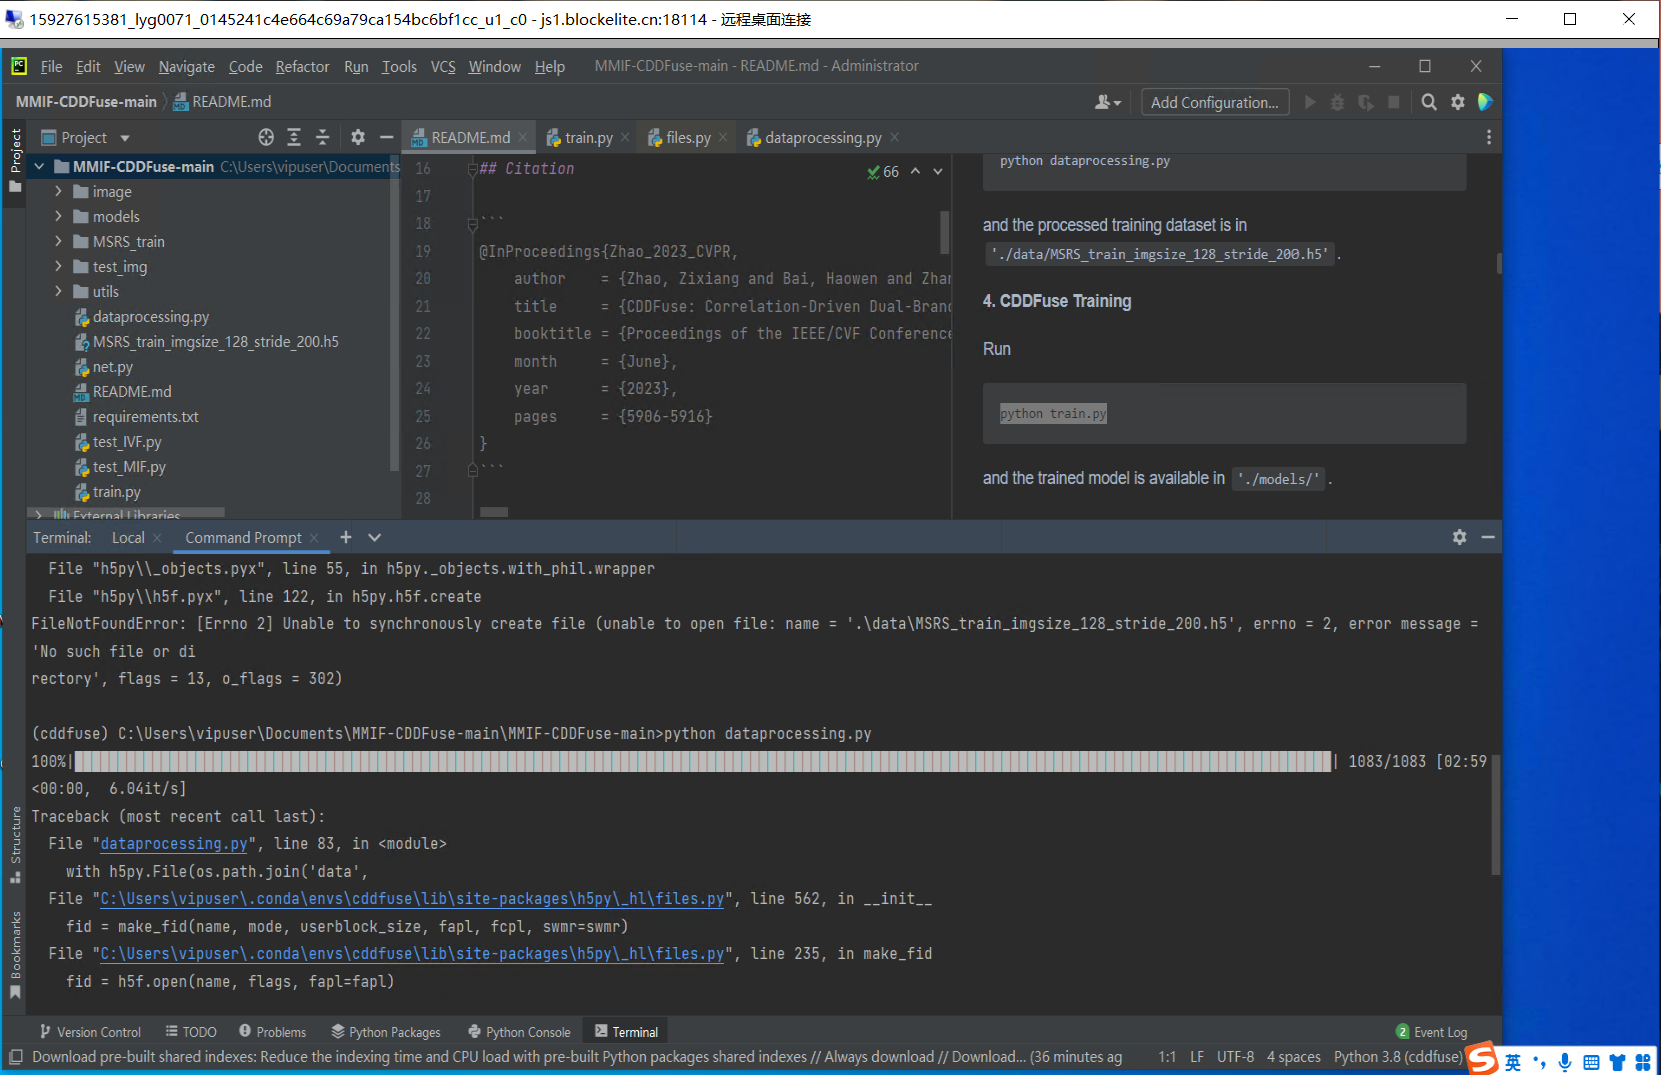 15927615381_lyg0071_0145241c4e664c69a79ca154bc6bf1cc_u1_c0 - js1.blockelite.cn:18114 - 远程桌面连接
File Edit View Navigate Code Refactor Run Tools VCS Window Help MMIF-CDDFuse-main - README.md - Administrator
MMIF-CDDFuse-main README.md
Add Configuration...
Project
Project
README.md
train.py
files.py
dataprocessing.py
MMIF-CDDFuse-main C:\Users\vipuser\Documents
image
models
MSRS_train
test_img
utils
dataprocessing.py
MSRS_train_imgsize_128_stride_200.h5
net.py
README.md
requirements.txt
test_IVF.py
test_MIF.py
train.py
External Libraries
66
16 ## Citation
17
18 ```
19 @InProceedings{Zhao_2023_CVPR,
20 author = {Zhao, Zixiang and Bai, Haowen and Zhan
21 title = {CDDFuse: Correlation-Driven Dual-Branc
22 booktitle = {Proceedings of the IEEE/CVF Conference
23 month = {June},
24 year = {2023},
25 pages = {5906-5916}
26 }
27 ```
28
python dataprocessing.py
and the processed training dataset is in
'./data/MSRS_train_imgsize_128_stride_200.h5' .
4. CDDFuse Training
Run
python train.py
and the trained model is available in './models/' .
Terminal: Local Command Prompt
File "h5py\\_objects.pyx", line 55, in h5py._objects.with_phil.wrapper
File "h5py\\h5f.pyx", line 122, in h5py.h5f.create
FileNotFoundError: [Errno 2] Unable to synchronously create file (unable to open file: name = '.\data\MSRS_train_imgsize_128_stride_200.h5', errno = 2, error message =
'No such file or di
rectory', flags = 13, o_flags = 302)
(cddfuse) C:\Users\vipuser\Documents\MMIF-CDDFuse-main\MMIF-CDDFuse-main>python dataprocessing.py
100%| | 1083/1083 [02:59
<00:00, 6.04it/s]
Traceback (most recent call last):
File "dataprocessing.py", line 83, in <module>
with h5py.File(os.path.join('data',
File "C:\Users\vipuser\.conda\envs\cddfuse\lib\site-packages\h5py\_hl\files.py", line 562, in __init__
fid = make_fid(name, mode, userblock_size, fapl, fcpl, swmr=swmr)
File "C:\Users\vipuser\.conda\envs\cddfuse\lib\site-packages\h5py\_hl\files.py", line 235, in make_fid
fid = h5f.open(name, flags, fapl=fapl)
Structure
Bookmarks
Version Control TODO Problems Python Packages Python Console Terminal 2 Event Log
Download pre-built shared indexes: Reduce the indexing time and CPU load with pre-built Python packages shared indexes // Always download // Download... (36 minutes ag 1:1 LF UTF-8 4 spaces Python 3.8 (cddfuse)
英